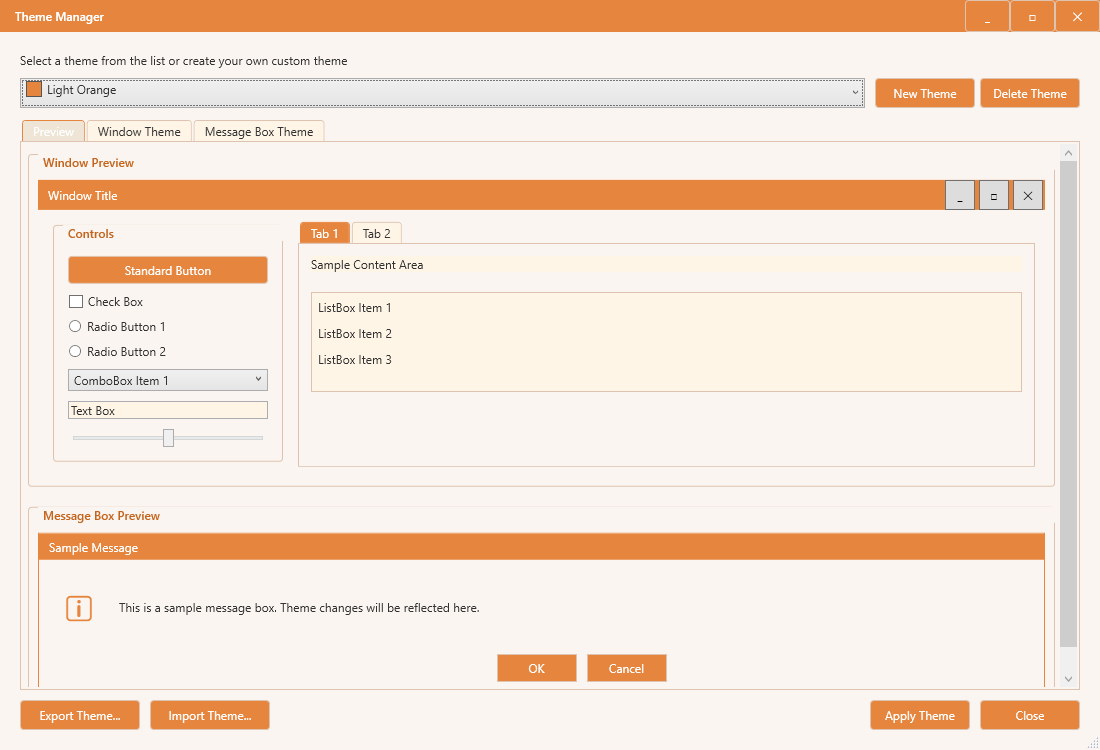 Theme Manager
Select a theme from the list or create your own custom theme
Light Orange
New Theme
Delete Theme
Preview
Window Theme
Message Box Theme
Window Preview
Window Title
Controls
Standard Button
Check Box
Radio Button 1
Radio Button 2
ComboBox Item 1
Text Box
Tab 1
Tab 2
Sample Content Area
ListBox Item 1
ListBox Item 2
ListBox Item 3
Message Box Preview
Sample Message
This is a sample message box. Theme changes will be reflected here.
OK
Cancel
Export Theme...
Import Theme...
Apply Theme
Close